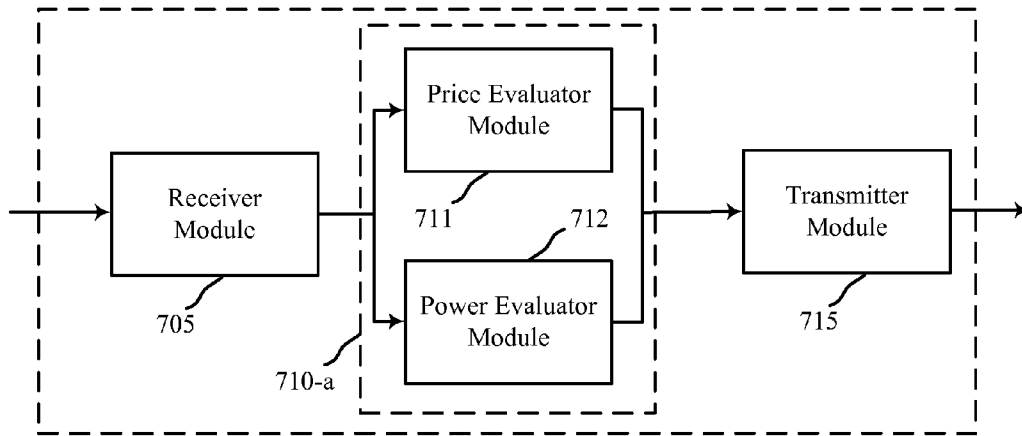 Price Evaluator
Module
711
Receiver
Module
705
712
Power Evaluator
Module
710-a
Transmitter
Module
715